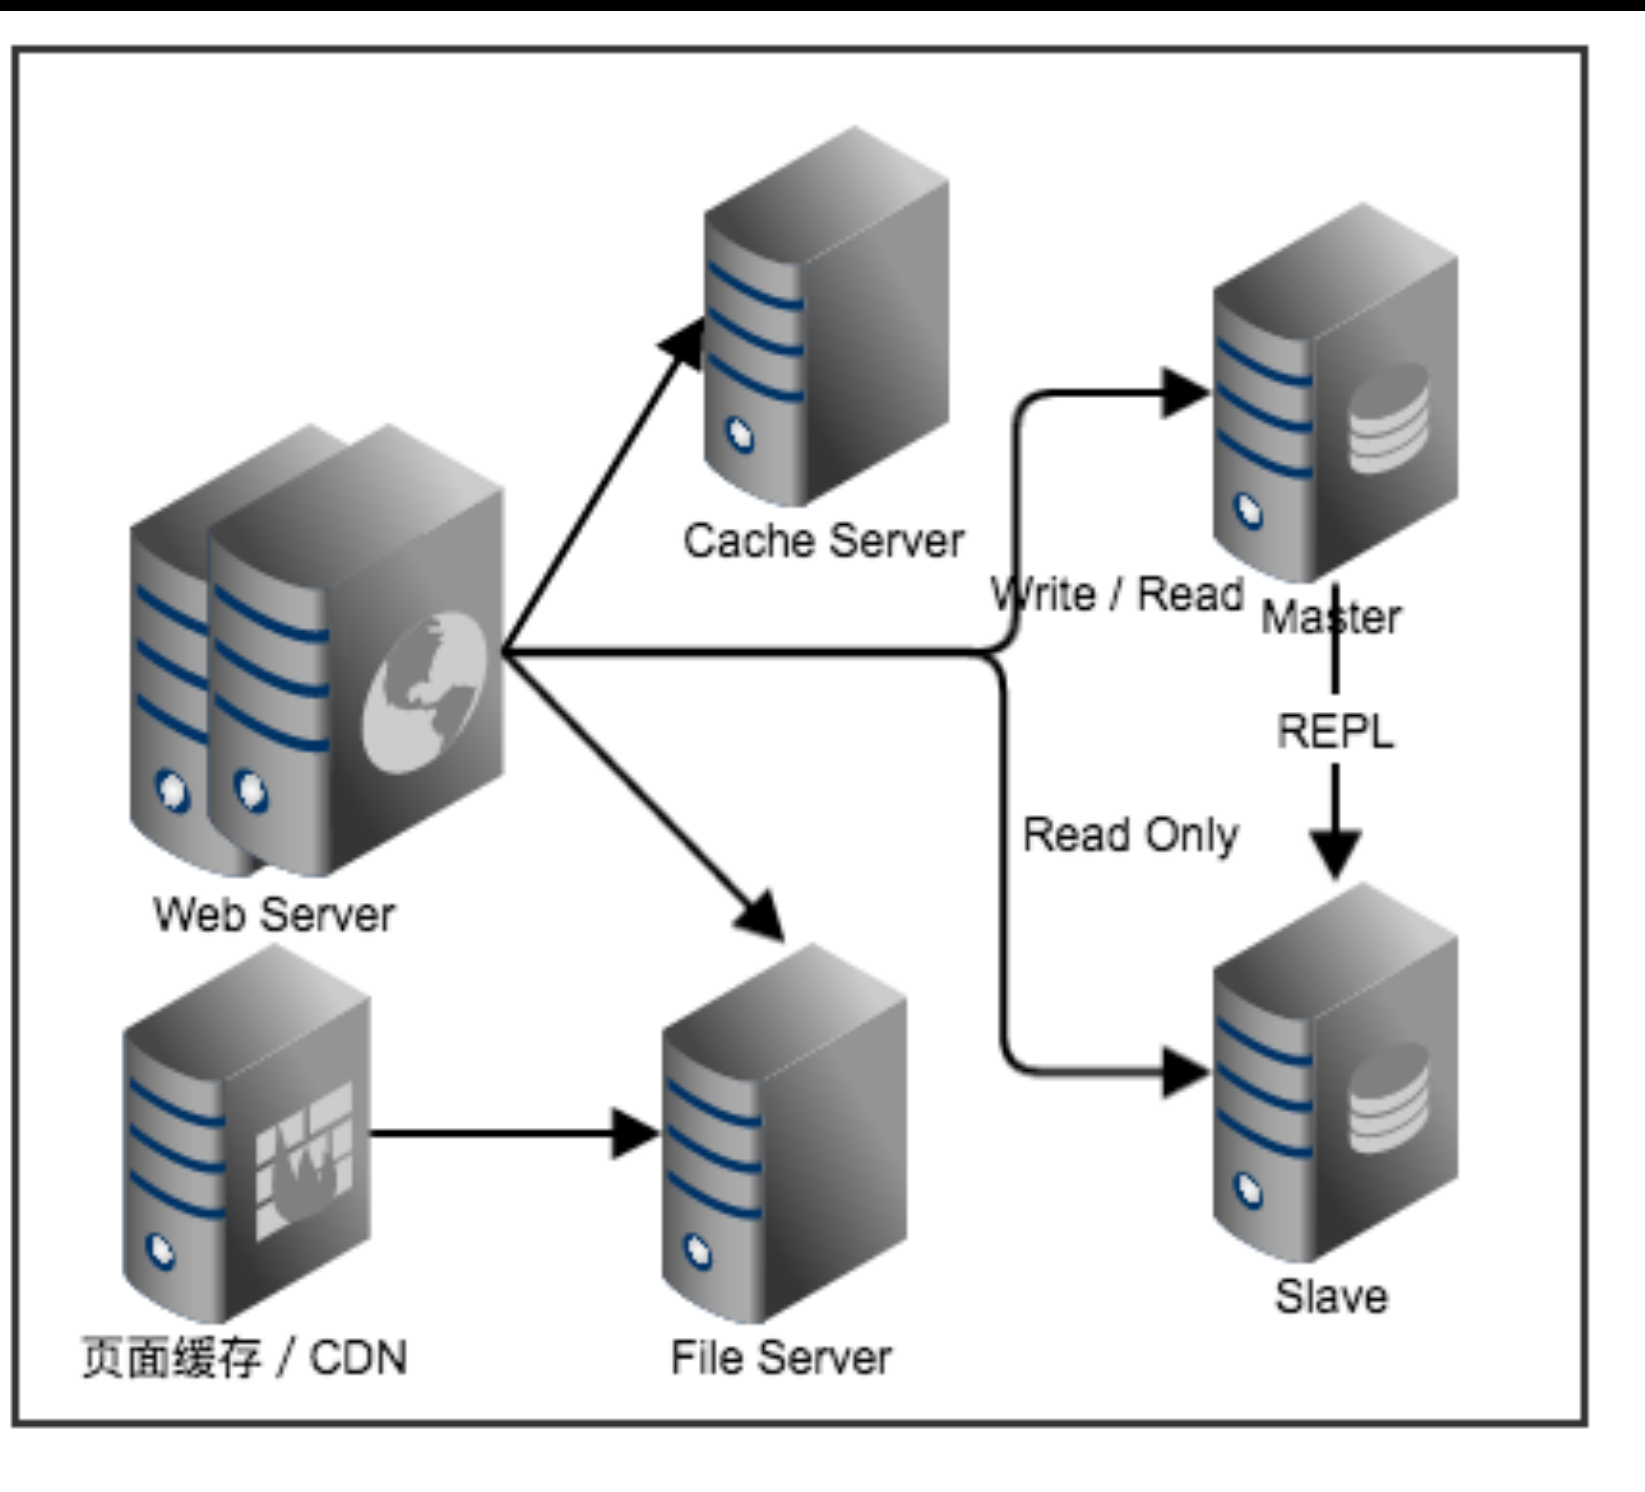 Cache Server
Write / Read
Master
REPL
Read Only
Web Server
Slave
页面缓存 / CDN
File Server